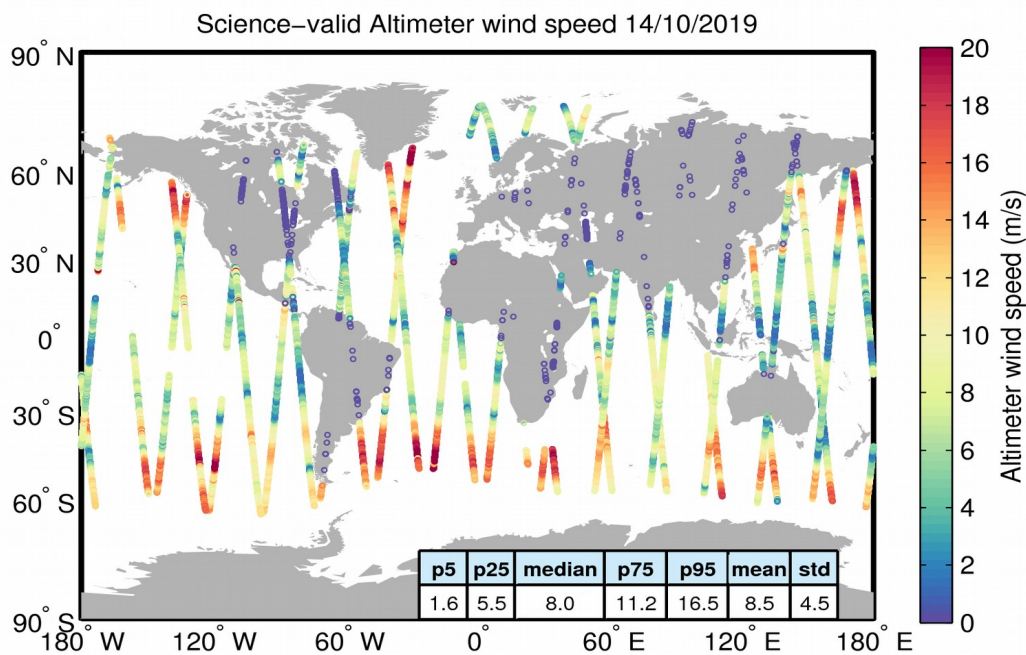 Science−valid Altimeter wind speed 14/10/2019
90° N
60° N
30° N
0°
30° S
60° S
90° S
180° W
120° W
60° W
0°
60° E
120° E
180° E
p5 p25 median p75 p95 mean std
1.6 5.5 8.0 11.2 16.5 8.5 4.5
20
18
16
14
12
10
8
6
4
2
0
Altimeter wind speed (m/s)